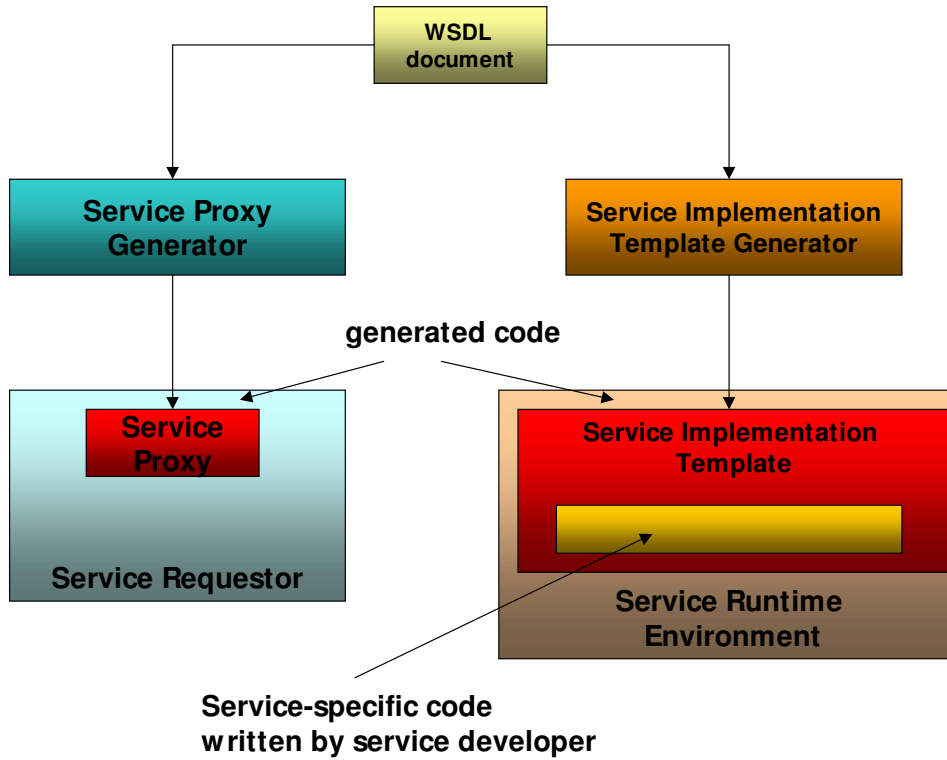 WSDL
document
Service Proxy
Generator
Service Implementation
Template Generator
generated code
Service
Proxy
Service Implementation
Template
Service Requestor
Service Runtime
Environment
Service-specific code
written by service developer